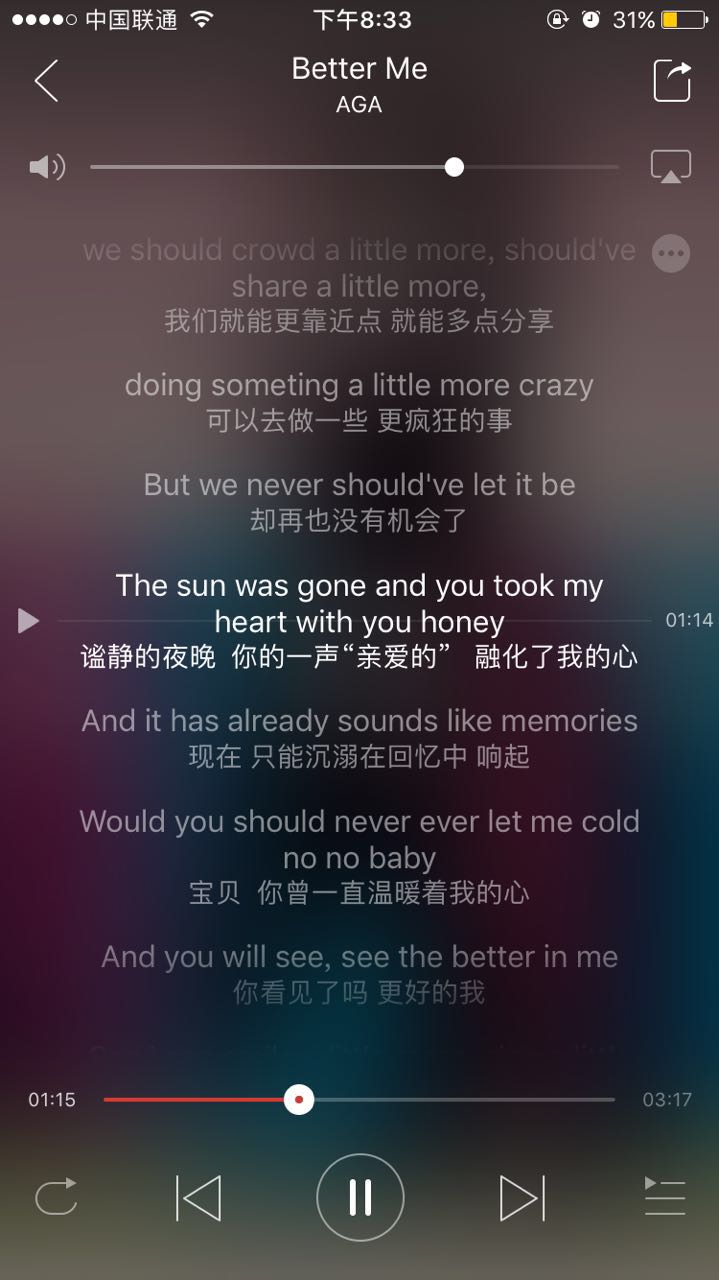 中国联通 下午8:33 31%
Better Me
AGA
we should crowd a little more, should've
share a little more,
我们就能更靠近点 就能多点分享
doing someting a little more crazy
可以去做一些 更疯狂的事
But we never should've let it be
却再也没有机会了
The sun was gone and you took my
heart with you honey
01:14
谧静的夜晚 你的一声“亲爱的” 融化了我的心
And it has already sounds like memories
现在 只能沉溺在回忆中 响起
Would you should never ever let me cold
no no baby
宝贝 你曾一直温暖着我的心
And you will see, see the better in me
你看见了吗 更好的我
01:15 03:17